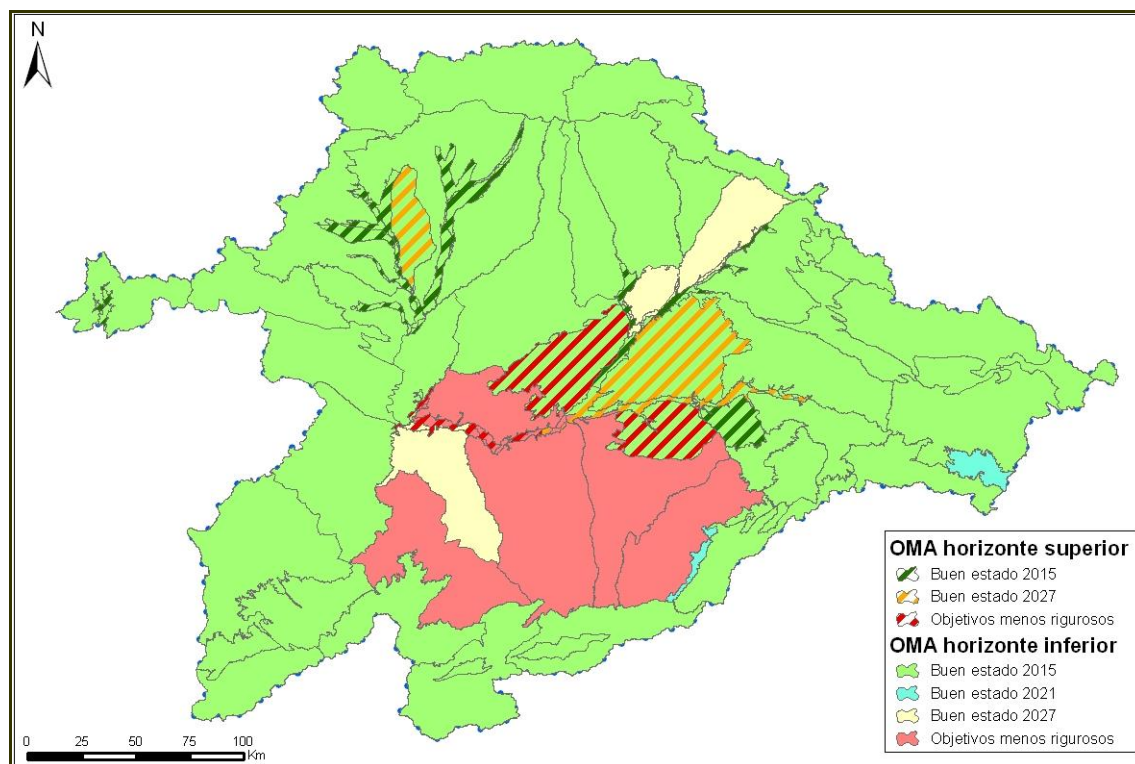 N
OMA horizonte superior
Buen estado 2015
Buen estado 2027
Objetivos menos rigurosos
OMA horizonte inferior
Buen estado 2015
Buen estado 2021
Buen estado 2027
Objetivos menos rigurosos
0 25 50 75 100
Km